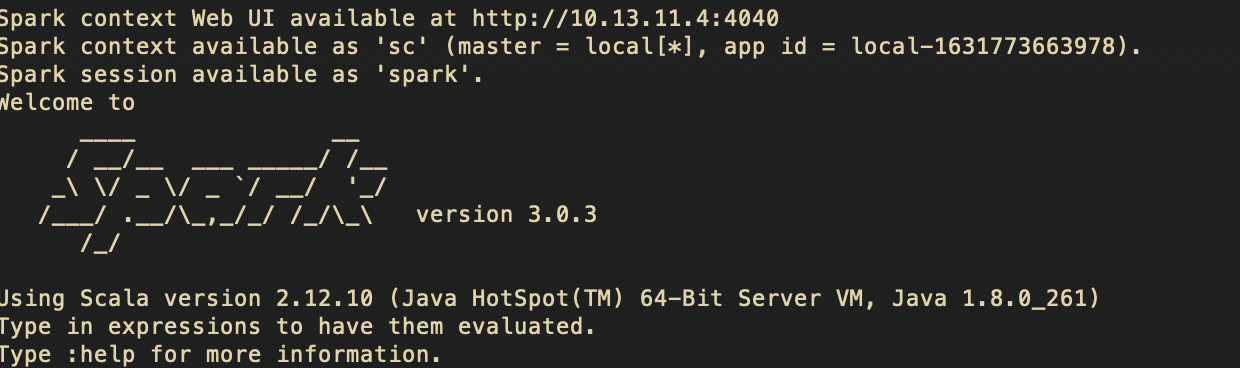 Spark context Web UI available at http://10.13.11.4:4040
Spark context available as 'sc' (master = local[*], app id = local-1631773663978).
Spark session available as 'spark'.
Welcome to
      ____              __
     / __/__  ___ _____/ /__
    _\ \/ _ \/ _ `/ __/  '_/
   /___/ .__/\_,_/_/ /_/\_\   version 3.0.3
      /_/
Using Scala version 2.12.10 (Java HotSpot(TM) 64-Bit Server VM, Java 1.8.0_261)
Type in expressions to have them evaluated.
Type :help for more information.